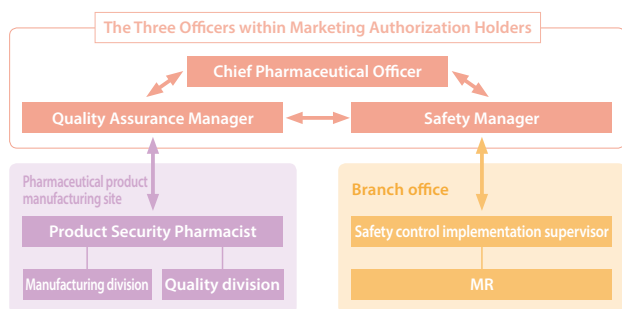 The Three Officers within Marketing Authorization Holders
Chief Pharmaceutical Officer
Quality Assurance Manager
Safety Manager
Pharmaceutical product
manufacturing site
Product Security Pharmacist
Manufacturing division
Quality division
Branch office
Safety control implementation supervisor
MR